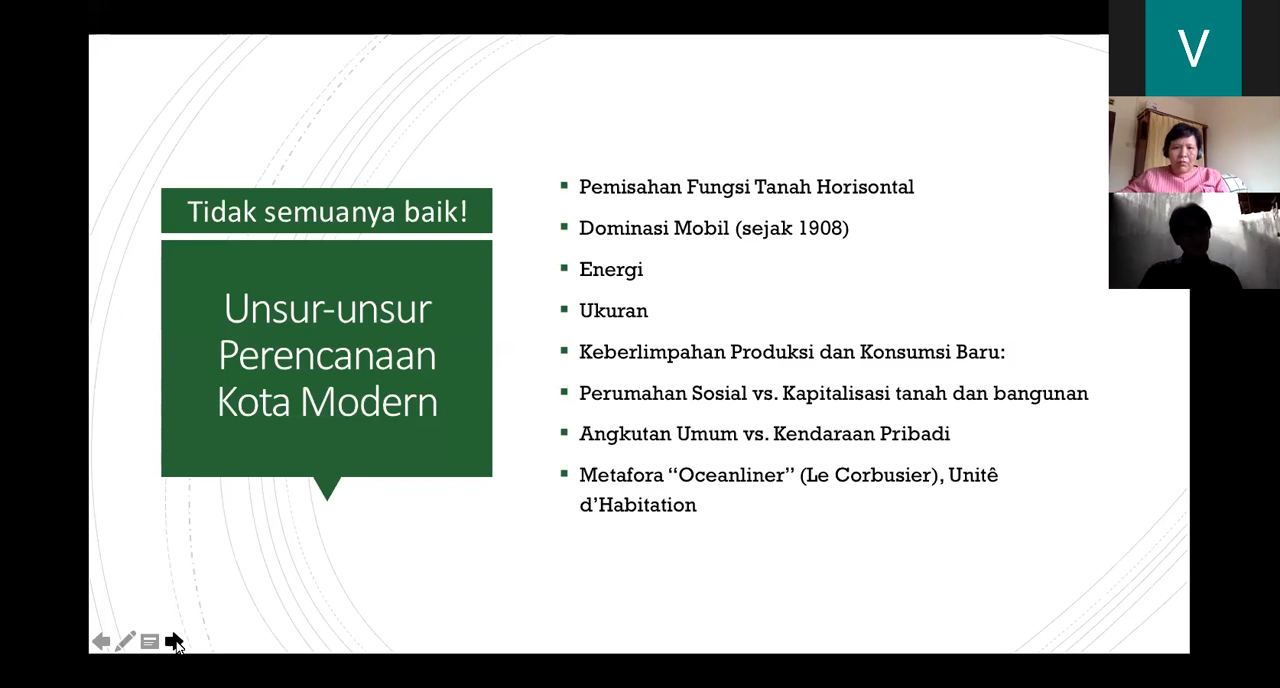 Tidak semuanya baik!
Unsur-unsur
Perencanaan
Kota Modern
Pemisahan Fungsi Tanah Horisontal
Dominasi Mobil (sejak 1908)
Energi
Ukuran
Keberlimpahan Produksi dan Konsumsi Baru:
Perumahan Sosial vs. Kapitalisasi tanah dan bangunan
Angkutan Umum vs. Kendaraan Pribadi
Metafora “Oceanliner” (Le Corbusier), Unitê
d’Habitation
V